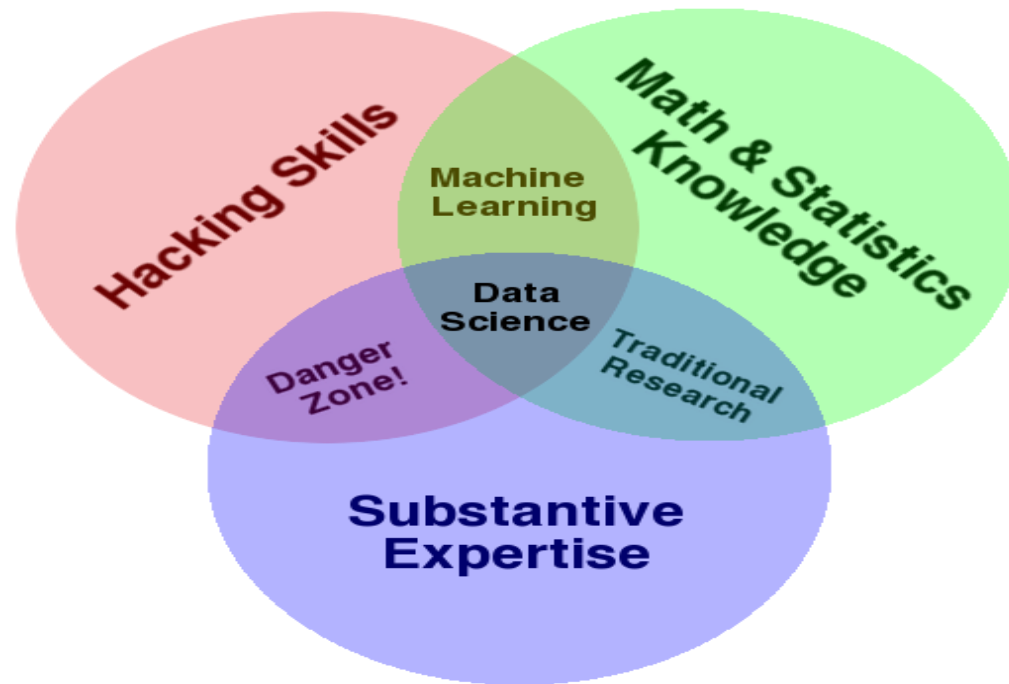 Hacking Skills
Math & Statistics
Knowledge
Machine
Learning
Data
Science
Danger
Zone!
Traditional
Research
Substantive
Expertise